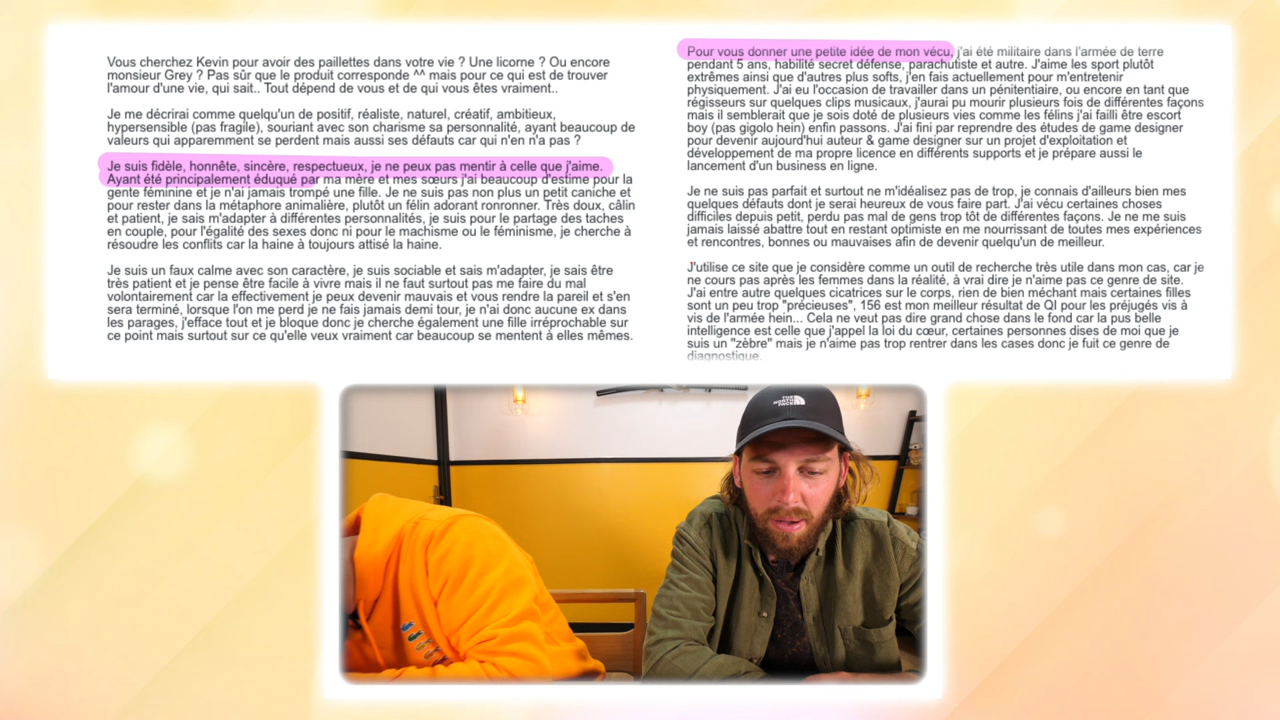 Vous cherchez Kevin pour avoir des paillettes dans votre vie ? Une licorne ? Ou encore
monsieur Grey ? Pas sûr que le produit corresponde ^^ mais pour ce qui est de trouver
l'amour d'une vie, qui sait.. Tout dépend de vous et de qui vous êtes vraiment..
Je me décrirai comme quelqu'un de positif, réaliste, naturel, créatif, ambitieux,
hypersensible (pas fragile), souriant avec son charisme sa personnalité, ayant beaucoup de
valeurs qui apparemment se perdent mais aussi ses défauts car qui n'en n'a pas ?
Je suis fidèle, honnête, sincère, respectueux, je ne peux pas mentir à celle que j'aime.
Ayant été principalement éduqué par ma mère et mes sœurs j'ai beaucoup d'estime pour la
gente féminine et je n'ai jamais trompé une fille. Je ne suis pas non plus un petit caniche et
pour rester dans la métaphore animalière, plutôt un félin adorant ronronner. Très doux, câlin
et patient, je sais m'adapter à différentes personnalités, je suis pour le partage des taches
en couple, pour l'égalité des sexes donc ni pour le machisme ou le féminisme, je cherche à
résoudre les conflits car la haine à toujours attisé la haine.
Je suis un faux calme avec son caractère, je suis sociable et sais m'adapter, je sais être
très patient et je pense être facile à vivre mais il ne faut surtout pas me faire du mal
volontairement car la effectivement je peux devenir mauvais et vous rendre la pareil et s'en
sera terminé, lorsque l'on me perd je ne fais jamais demi tour, je n'ai donc aucune ex dans
les parages, j'efface tout et je bloque donc je cherche également une fille irréprochable sur
ce point mais surtout sur ce qu'elle veux vraiment car beaucoup se mentent à elles mêmes.
Pour vous donner une petite idée de mon vécu, j'ai été militaire dans l'armée de terre
pendant 5 ans, habilité secret défense, parachutiste et autre. J'aime les sport plutôt
extrêmes ainsi que d'autres plus softs, j'en fais actuellement pour m'entretenir
physiquement. J'ai eu l'occasion de travailler dans un pénitentiaire, ou encore en tant que
régisseurs sur quelques clips musicaux, j'aurai pu mourir plusieurs fois de différentes façons
mais il semblerait que je sois doté de plusieurs vies comme les félins j'ai failli être escort
boy (pas gigolo hein) enfin passons. J'ai fini par reprendre des études de game designer
pour devenir aujourd'hui auteur & game designer sur un projet d'exploitation et
développement de ma propre licence en différents supports et je prépare aussi le
lancement d'un business en ligne.
Je ne suis pas parfait et surtout ne m'idéalisez pas de trop, je connais d'ailleurs bien mes
quelques défauts dont je serai heureux de vous faire part. J'ai vécu certaines choses
difficiles depuis petit, perdu pas mal de gens trop tôt de différentes façons. Je ne me suis
jamais laissé abattre tout en restant optimiste en me nourrissant de toutes mes expériences
et rencontres, bonnes ou mauvaises afin de devenir quelqu'un de meilleur.
J'utilise ce site que je considère comme un outil de recherche très utile dans mon cas, car je
ne cours pas après les femmes dans la réalité, à vrai dire je n'aime pas ce genre de site.
J'ai entre autre quelques cicatrices sur le corps, rien de bien méchant mais certaines filles
sont un peu trop "précieuses", 156 est mon meilleur résultat de QI pour les préjugés vis à
vis de l'armée hein... Cela ne veut pas dire grand chose dans le fond car la pus belle
intelligence est celle que j'appel la loi du cœur, certaines personnes dises de moi que je
suis un "zèbre" mais je n'aime pas trop rentrer dans les cases donc je fuit ce genre de
diagnostique.
THE
NORTH
FACE